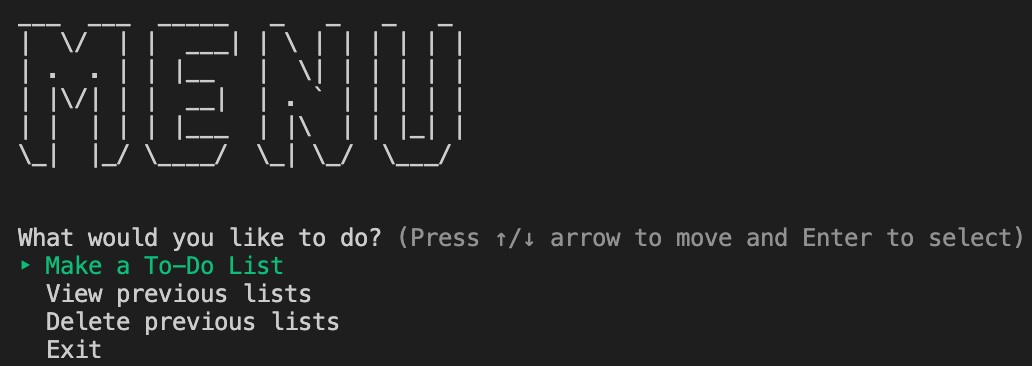 MENU
What would you like to do? (Press ↑/↓ arrow to move and Enter to select)
‣ Make a To-Do List
View previous lists
Delete previous lists
Exit